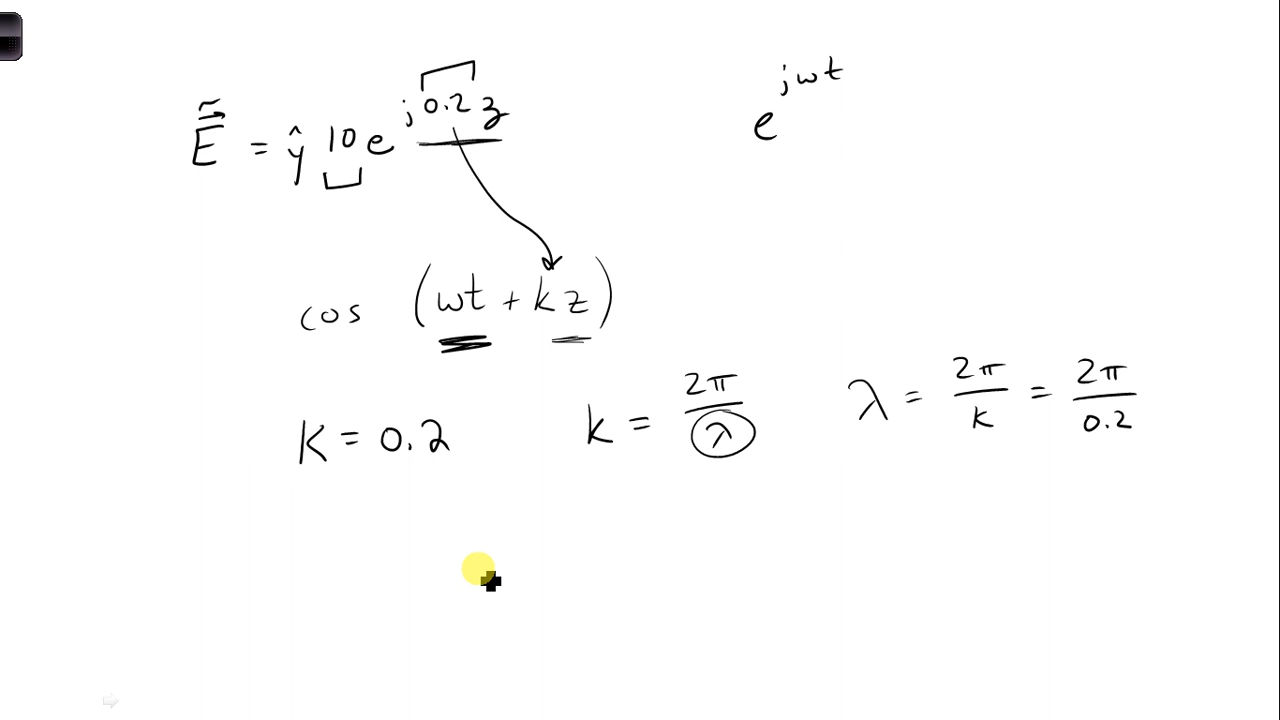 Ẽ⃗ = ŷ 10 e^{j0.2z}
e^{jωt}
cos (ωt + kz)
k = 0.2
k = 2π/λ
λ = 2π/k = 2π/0.2